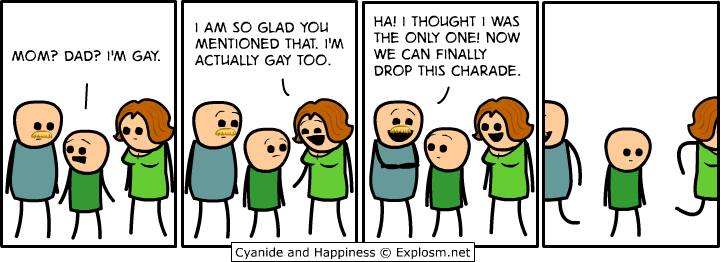 MOM? DAD? I'M GAY.
I AM SO GLAD YOU
MENTIONED THAT. I'M
ACTUALLY GAY TOO.
HA! I THOUGHT I WAS
THE ONLY ONE! NOW
WE CAN FINALLY
DROP THIS CHARADE.
Cyanide and Happiness © Explosm.net